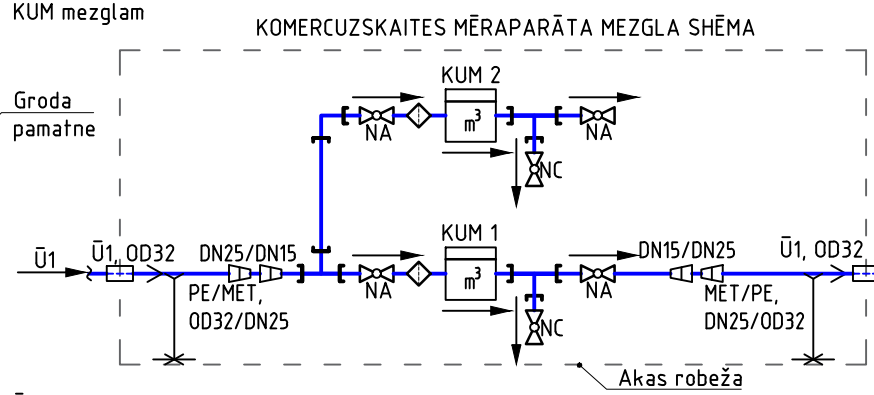 KUM mezglam
KOMERCUZSKAITES MĒRAPARĀTA MEZGLA SHĒMA
Groda
pamatne
KUM 2
m³
NA
NA
NC
Ū1
Ū1, OD32
DN25/DN15
KUM 1
DN15/DN25
Ū1, OD32
m³
NA
NA
PE/MET,
OD32/DN25
MET/PE,
DN25/OD32
NC
Akas robeža